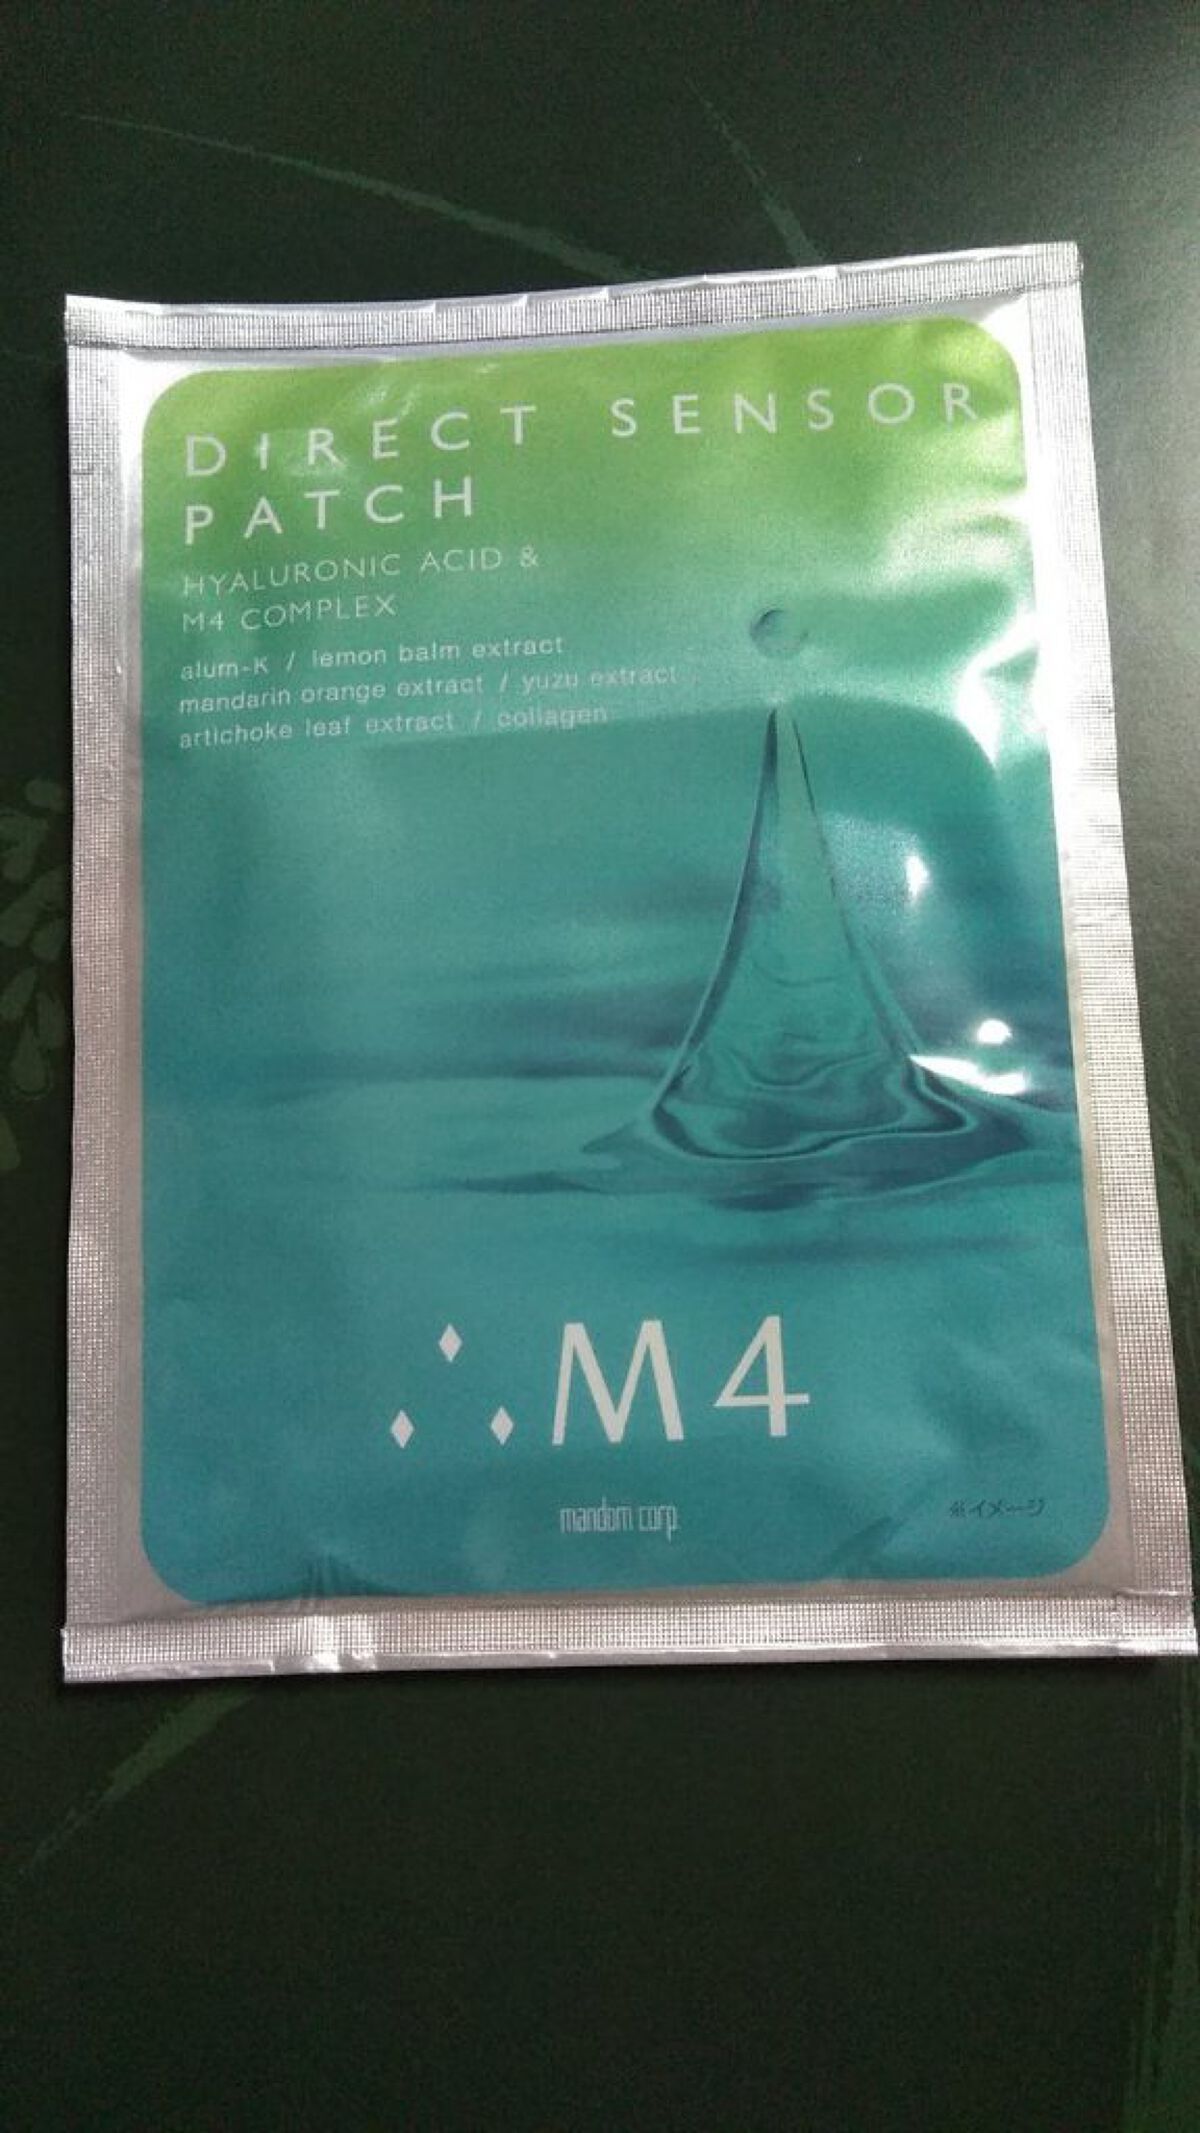 DIRECT SENSOR
PATCH
HYALURONIC ACID &
M4 COMPLEX
alum-K / lemon balm extract
mandarin orange extract / yuzu extract
artichoke leaf extract / collagen
M4
mandom corp.
※イメージ